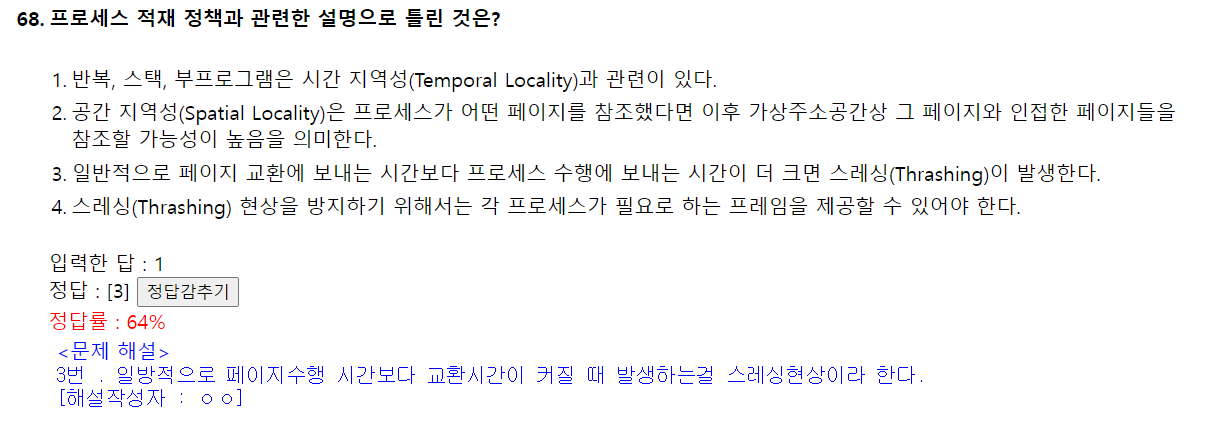 68. 프로세스 적재 정책과 관련한 설명으로 틀린 것은?
1. 반복, 스택, 부프로그램은 시간 지역성(Temporal Locality)과 관련이 있다.
2. 공간 지역성(Spatial Locality)은 프로세스가 어떤 페이지를 참조했다면 이후 가상주소공간상 그 페이지와 인접한 페이지들을
참조할 가능성이 높음을 의미한다.
3. 일반적으로 페이지 교환에 보내는 시간보다 프로세스 수행에 보내는 시간이 더 크면 스레싱(Thrashing)이 발생한다.
4. 스레싱(Thrashing) 현상을 방지하기 위해서는 각 프로세스가 필요로 하는 프레임을 제공할 수 있어야 한다.
입력한 답 : 1
정답 : [3] 정답감추기
정답률 : 64%
<문제 해설>
3번 . 일방적으로 페이지수행 시간보다 교환시간이 커질 때 발생하는걸 스레싱현상이라 한다.
[해설작성자 : ㅇㅇ]